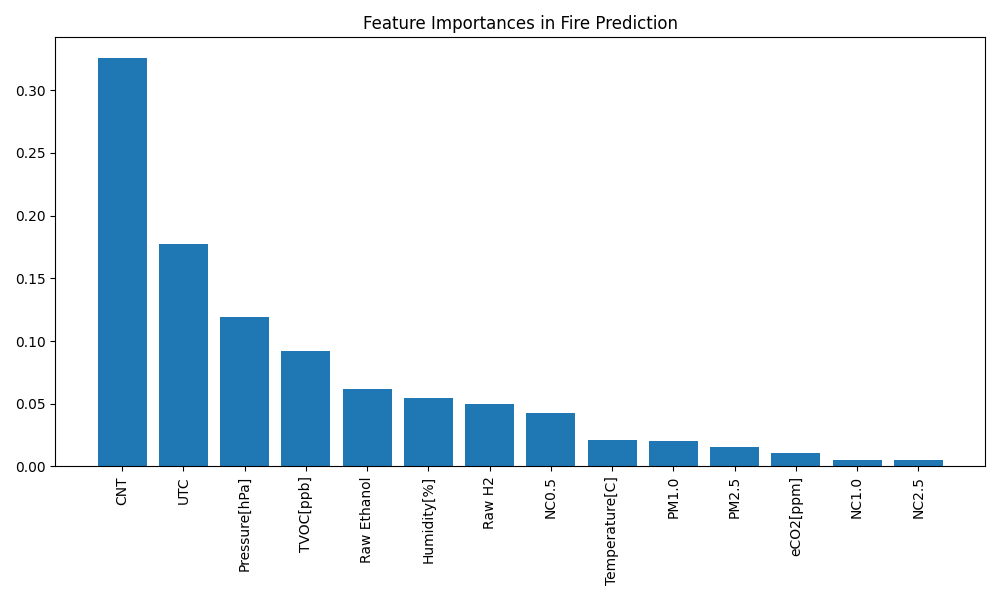 Feature Importances in Fire Prediction
0.30
0.25
0.20
0.15
0.10
0.05
0.00
CNT
UTC
Pressure[hPa]
TVOC[ppb]
Raw Ethanol
Humidity[%]
Raw H2
NC0.5
Temperature[C]
PM1.0
PM2.5
eCO2[ppm]
NC1.0
NC2.5